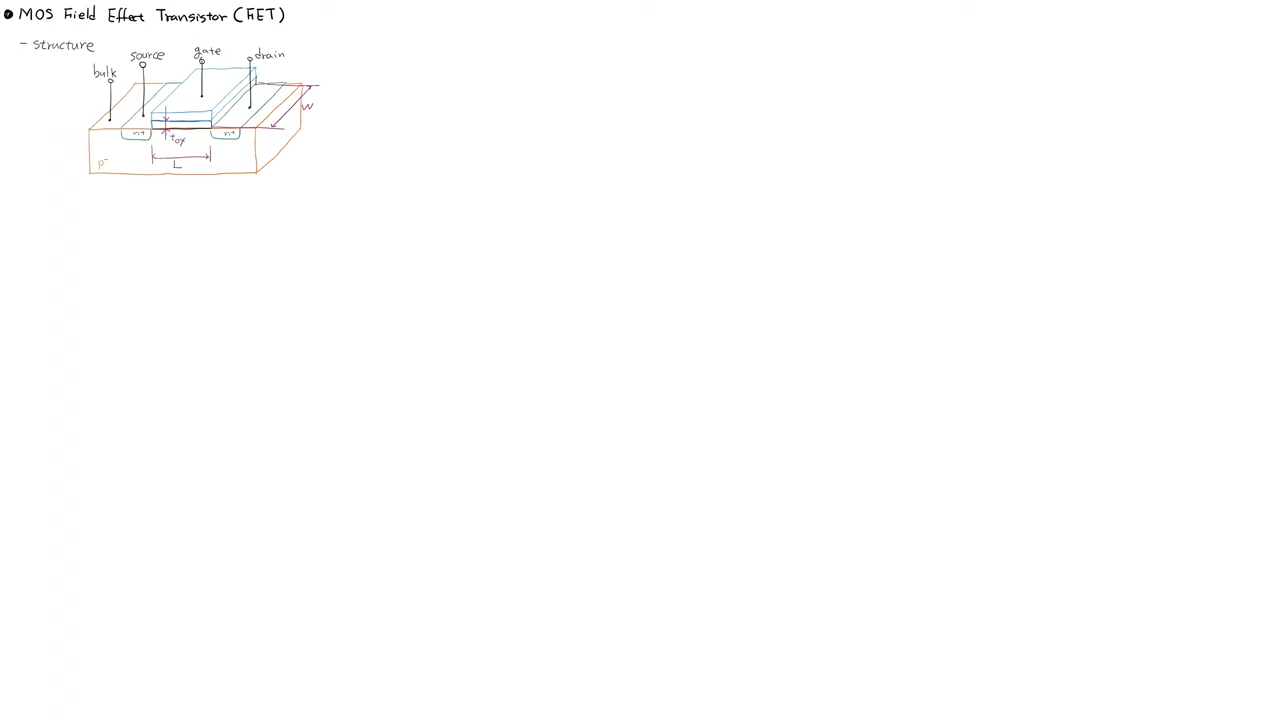 • MOS Field Effect Transistor (FET)
- structure
bulk source gate drain
W
n+ tox n+
p- L